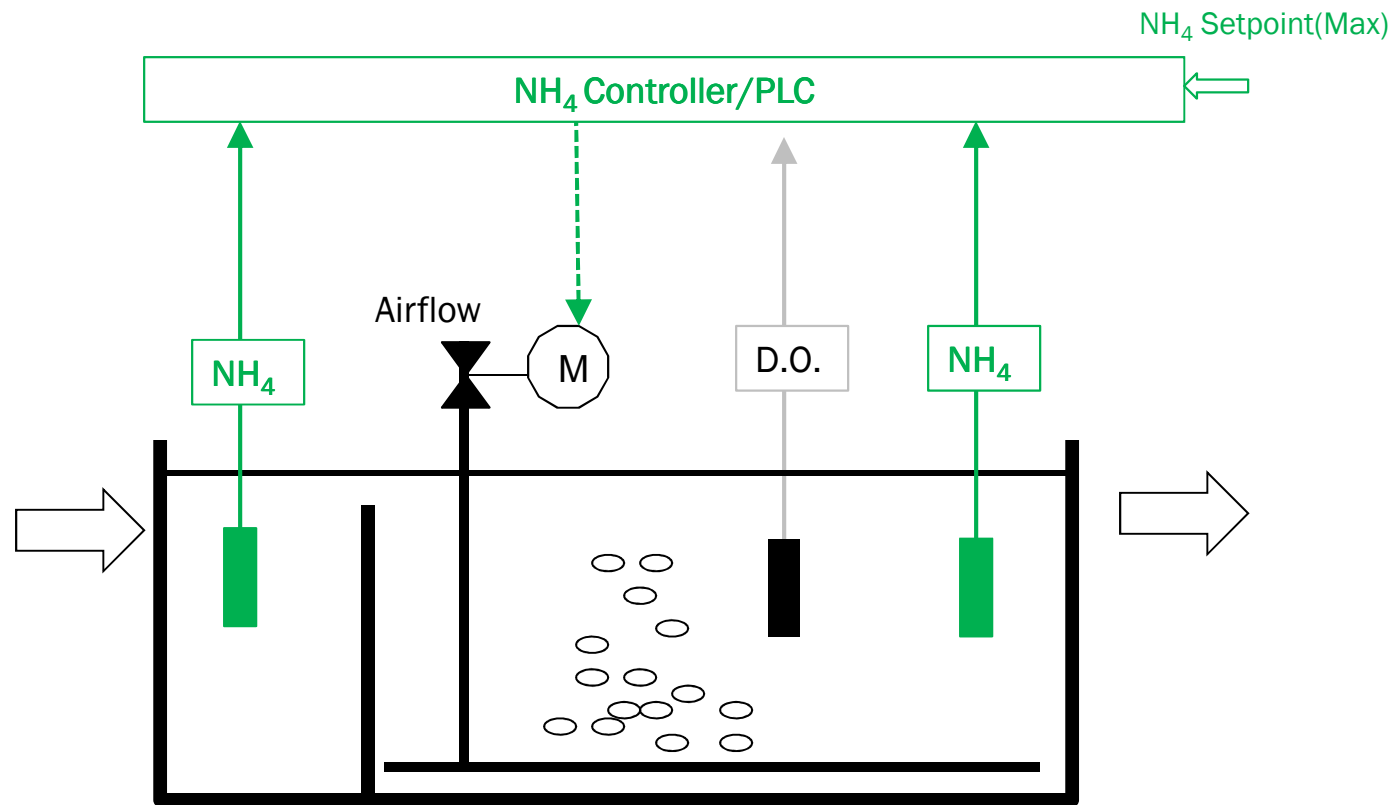 NH₄ Setpoint(Max)
NH₄ Controller/PLC
Airflow
NH₄
M
D.O.
NH₄